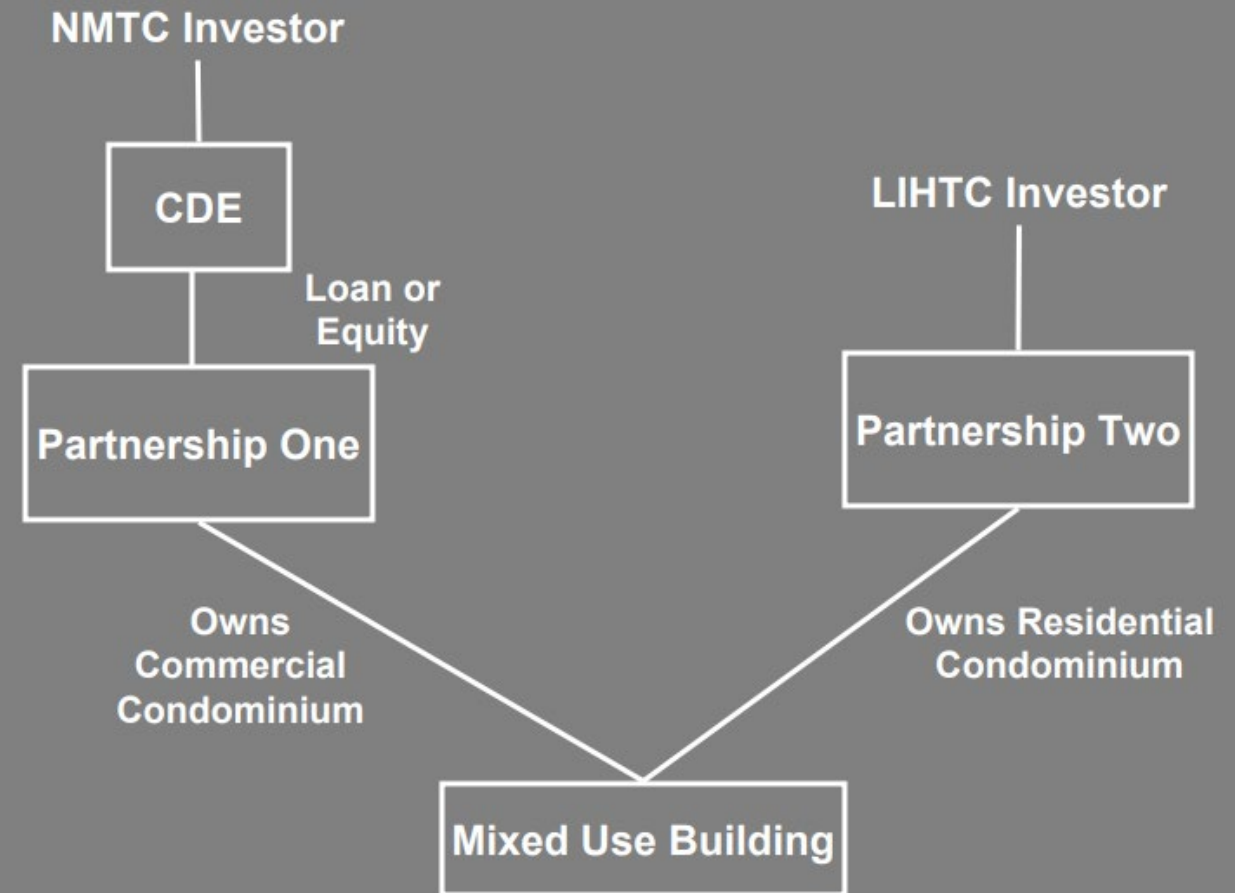 NMTC Investor
CDE
LIHTC Investor
Loan or
Equity
Partnership One
Partnership Two
Owns
Commercial
Condominium
Owns Residential
Condominium
Mixed Use Building